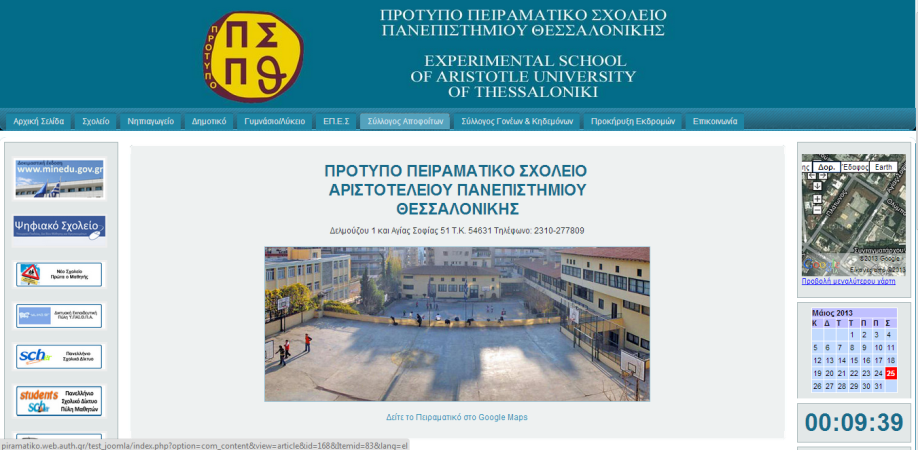 ΠΡΟΤΥΠΟ
ΠΣ
ΠΘ
ΠΡΟΤΥΠΟ ΠΕΙΡΑΜΑΤΙΚΟ ΣΧΟΛΕΙΟ
ΠΑΝΕΠΙΣΤΗΜΙΟΥ ΘΕΣΣΑΛΟΝΙΚΗΣ
EXPERIMENTAL SCHOOL
OF ARISTOTLE UNIVERSITY
OF THESSALONIKI
Αρχική Σελίδα Σχολείο Νηπιαγωγείο Δημοτικό Γυμνάσιο/Λύκειο ΕΠ.Ε.Σ Σύλλογος Αποφοίτων Σύλλογος Γονέων & Κηδεμόνων Προκήρυξη Εκδρομών Επικοινωνία
www.minedu.gov.gr
Ψηφιακό Σχολείο
Νέο Σχολείο
Πρώτα ο Μαθητής
Δικτυακή Εκπαιδευτική
Πύλη Υ.ΠΑΙ.Θ.Π.Α.
sch
Πανελλήνιο
Σχολικό Δίκτυο
students
sch
Πανελλήνιο
Σχολικό Δίκτυο
Πύλη Μαθητών
ΠΡΟΤΥΠΟ ΠΕΙΡΑΜΑΤΙΚΟ ΣΧΟΛΕΙΟ
ΑΡΙΣΤΟΤΕΛΕΙΟΥ ΠΑΝΕΠΙΣΤΗΜΙΟΥ
ΘΕΣΣΑΛΟΝΙΚΗΣ
Δελμούζου 1 και Αγίας Σοφίας 51 Τ.Κ. 54631 Τηλέφωνο: 2310-277809
Δείτε το Πειραματικό στο Google Maps
ης Δορ. Έδαφος Earth
©2013 Google
Προβολή μεγαλύτερου χάρτη
Μάιος 2013
Κ Δ Τ Τ Π Π Σ
1 2 3 4
5 6 7 8 9 10 11
12 13 14 15 16 17 18
19 20 21 22 23 24 25
26 27 28 29 30 31
00:09:39
piramatiko.web.auth.gr/test_joomla/index.php?option=com_content&view=article&id=168&Itemid=83&lang=el